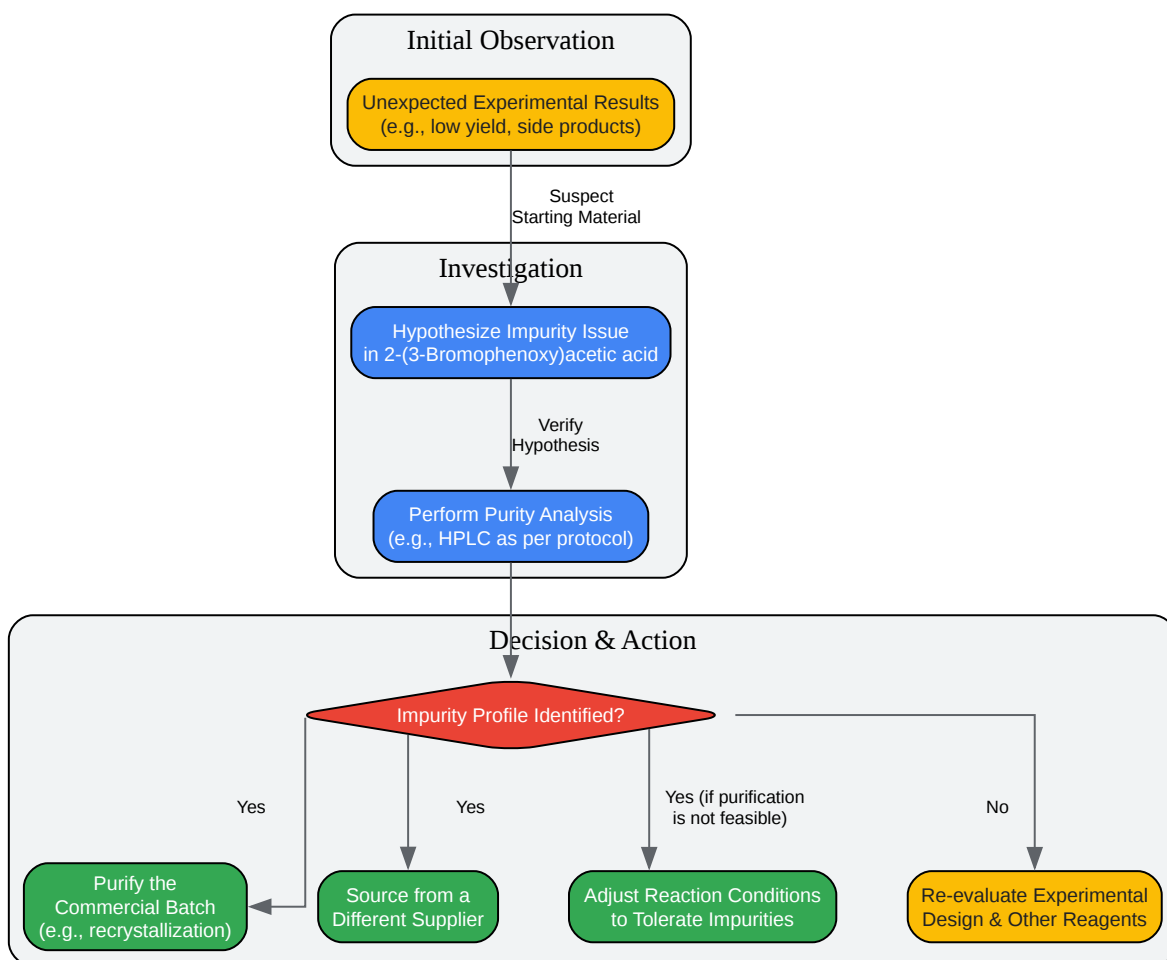 Initial Observation
Unexpected Experimental Results
(e.g., low yield, side products)
Suspect
Starting Material
Investigation
Hypothesize Impurity Issue
in 2-(3-Bromophenoxy)acetic acid
Verify
Hypothesis
Perform Purity Analysis
(e.g., HPLC as per protocol)
Decision & Action
Impurity Profile Identified?
Yes
Yes
Yes (if purification
is not feasible)
No
Purify the
Commercial Batch
(e.g., recrystallization)
Source from a
Different Supplier
Adjust Reaction Conditions
to Tolerate Impurities
Re-evaluate Experimental
Design & Other Reagents